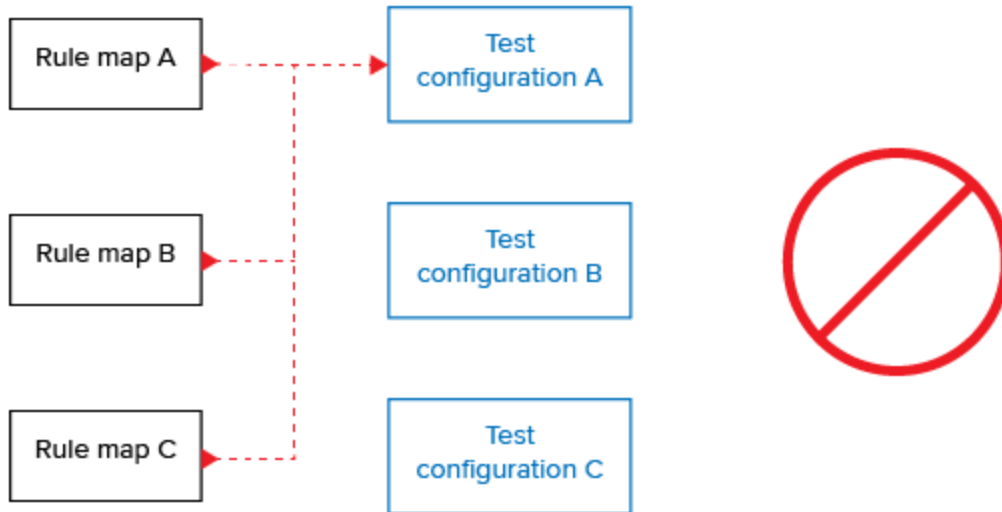 Rule map A
Test
configuration A
Rule map B
Test
configuration B
Rule map C
Test
configuration C